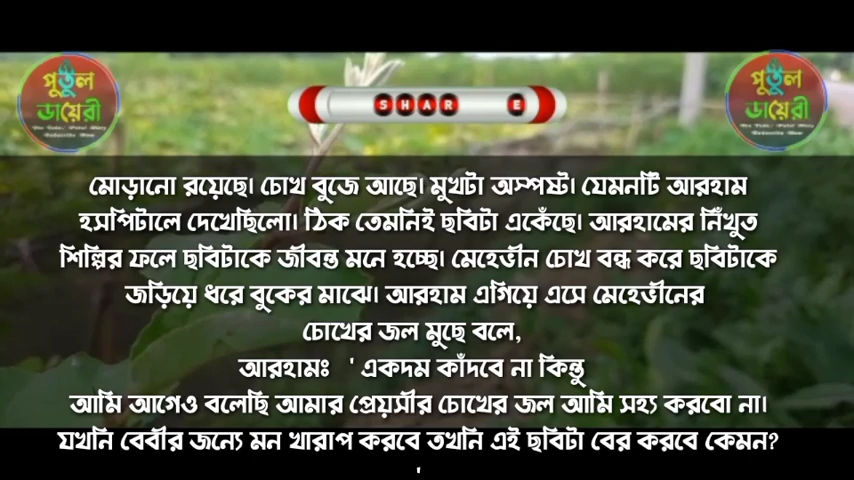 পুতুল
ডায়েরী
SHAR E
পুতুল
ডায়েরী
মোড়ানো রয়েছে। চোখ বুজে আছে। মুখটা অস্পষ্ট। যেমনটি আরহাম
হসপিটালে দেখেছিলো। ঠিক তেমনিই ছবিটা একেঁছে। আরহামের নিঁখুত
শিল্পির ফলে ছবিটাকে জীবন্ত মনে হচ্ছে। মেহেভীন চোখ বন্ধ করে ছবিটাকে
জড়িয়ে ধরে বুকের মাঝে। আরহাম এগিয়ে এসে মেহেভীনের
চোখের জল মুছে বলে,
আরহামঃ ' একদম কাঁদবে না কিন্তু
আমি আগেও বলেছি আমার প্রেয়সীর চোখের জল আমি সহ্য করবো না।
যখনি বেবীর জন্যে মন খারাপ করবে তখনি এই ছবিটা বের করবে কেমন?
'